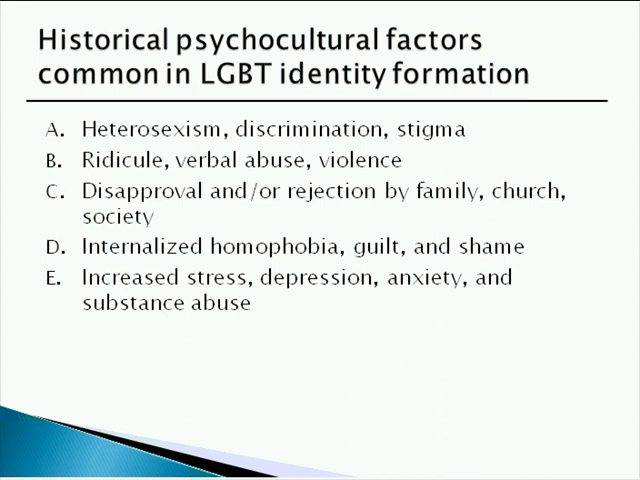 Historical psychocultural factors
common in LGBT identity formation
A. Heterosexism, discrimination, stigma
B. Ridicule, verbal abuse, violence
C. Disapproval and/or rejection by family, church,
society
D. Internalized homophobia, guilt, and shame
E. Increased stress, depression, anxiety, and
substance abuse